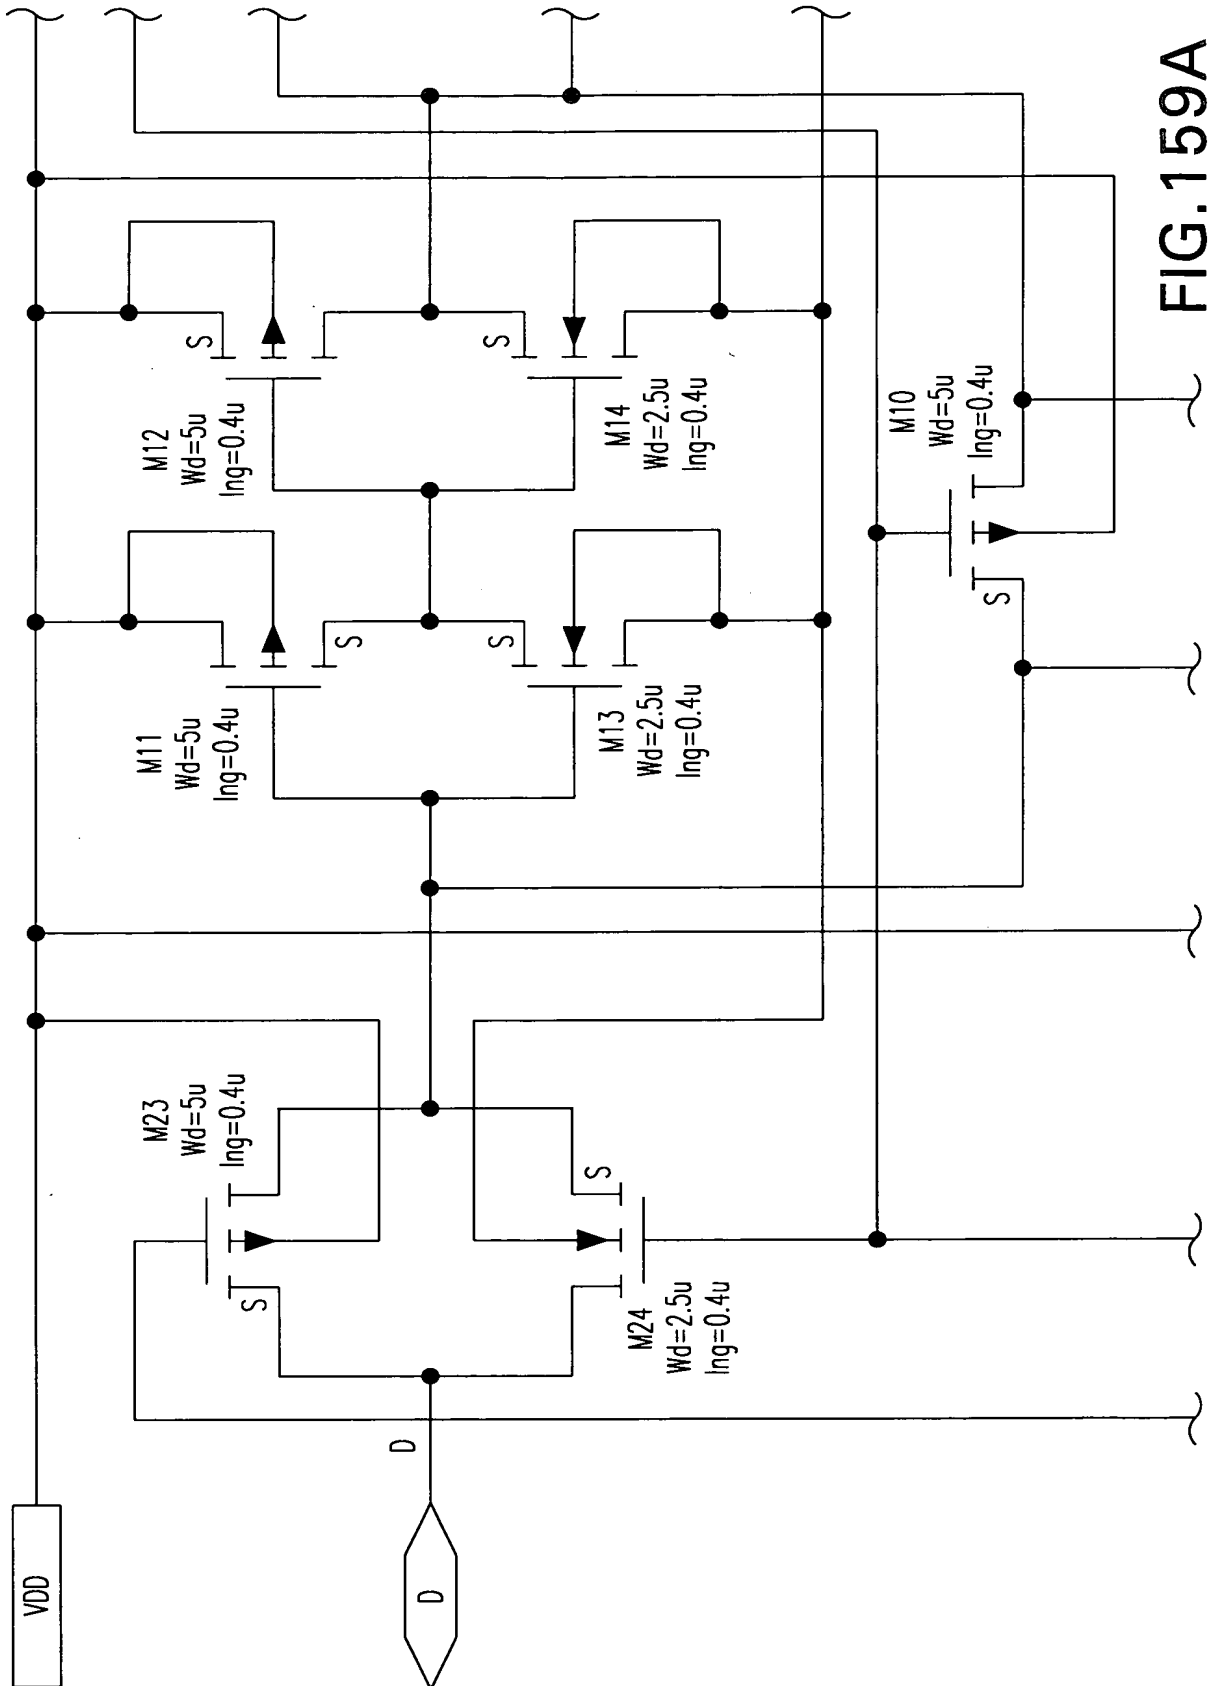 VDD
D
D
M23
Wd=5u
lng=0.4u
S
M24
Wd=2.5u
lng=0.4u
S
M11
Wd=5u
lng=0.4u
S
M13
Wd=2.5u
lng=0.4u
S
M12
Wd=5u
lng=0.4u
S
M14
Wd=2.5u
lng=0.4u
S
M10
Wd=5u
lng=0.4u
S
FIG.159A